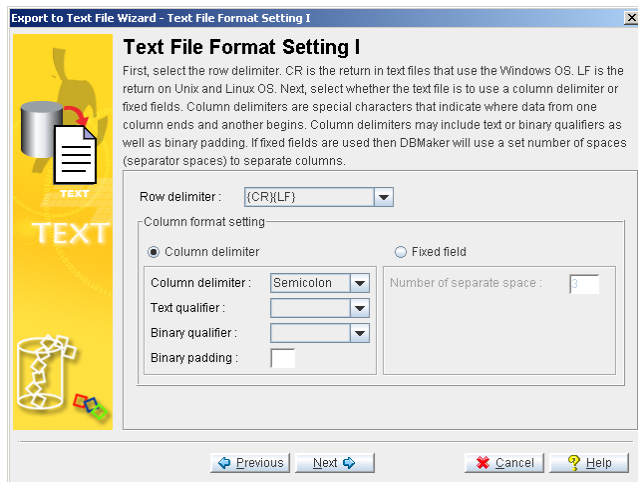 Export to Text File Wizard - Text File Format Setting I
Text File Format Setting I
First, select the row delimiter. CR is the return in text files that use the Windows OS. LF is the
return on Unix and Linux OS. Next, select whether the text file is to use a column delimiter or
fixed fields. Column delimiters are special characters that indicate where data from one
column ends and another begins. Column delimiters may include text or binary qualifiers as
well as binary padding. If fixed fields are used then DBMaker will use a set number of spaces
(separator spaces) to separate columns.
TEXT
TEXT
Row delimiter : {CR}{LF}
Column format setting
Column delimiter
Fixed field
Column delimiter : Semicolon
Number of separate space : 3
Text qualifier :
Binary qualifier :
Binary padding :
Previous Next Cancel Help